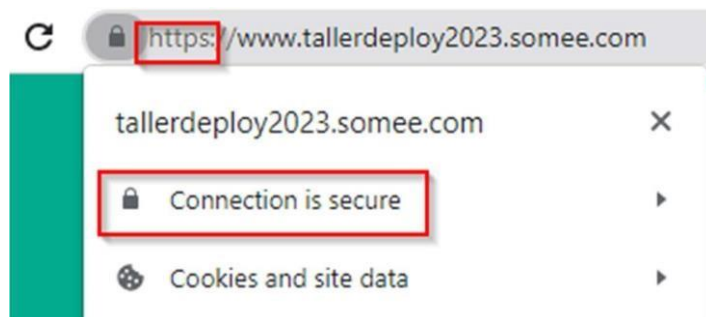 https://www.tallerdeploy2023.somee.com
tallerdeploy2023.somee.com
Connection is secure
Cookies and site data